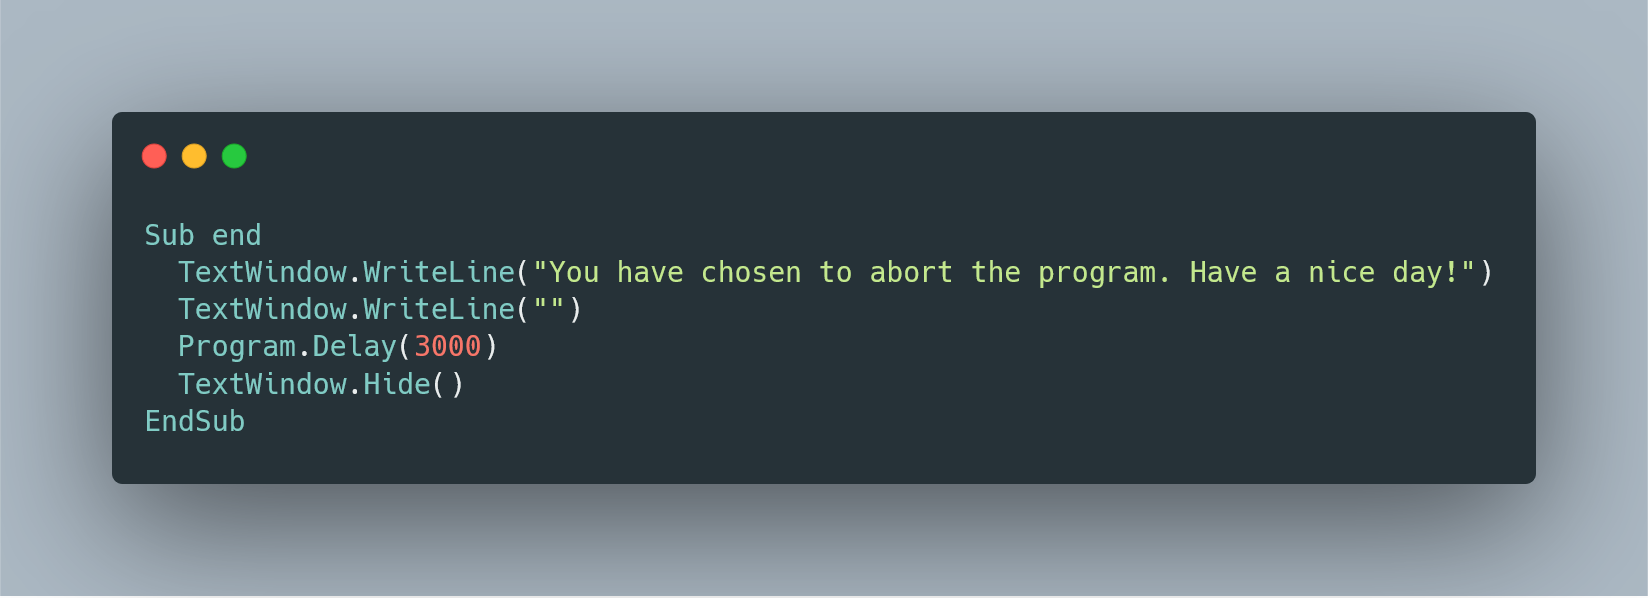 Sub end
  TextWindow.WriteLine("You have chosen to abort the program. Have a nice day!")
  TextWindow.WriteLine("")
  Program.Delay(3000)
  TextWindow.Hide()
EndSub